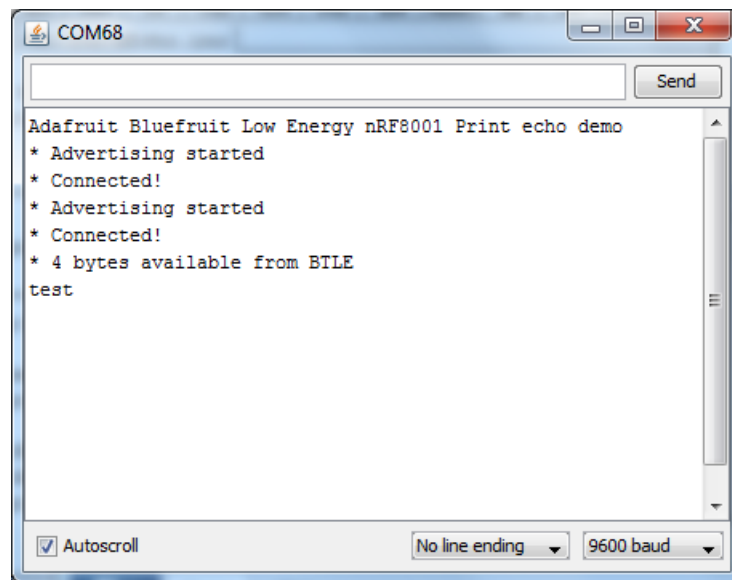 COM68
Send
Adafruit Bluefruit Low Energy nRF8001 Print echo demo
* Advertising started
* Connected!
* Advertising started
* Connected!
* 4 bytes available from BTLE
test
Autoscroll
No line ending
9600 baud